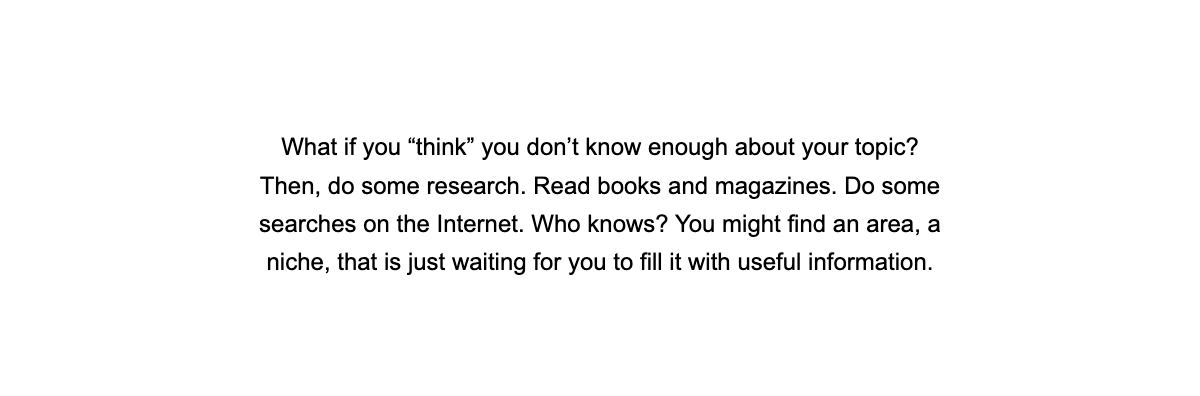 What if you “think” you don’t know enough about your topic?
Then, do some research. Read books and magazines. Do some
searches on the Internet. Who knows? You might find an area, a
niche, that is just waiting for you to fill it with useful information.